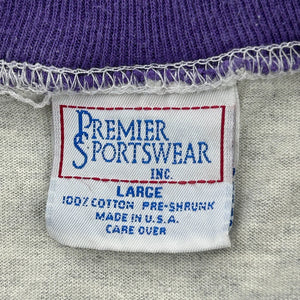 PREMIER
SPORTSWEAR
INC.
LARGE
100% COTTON PRE-SHRUNK
MADE IN U.S.A.
CARE OVER